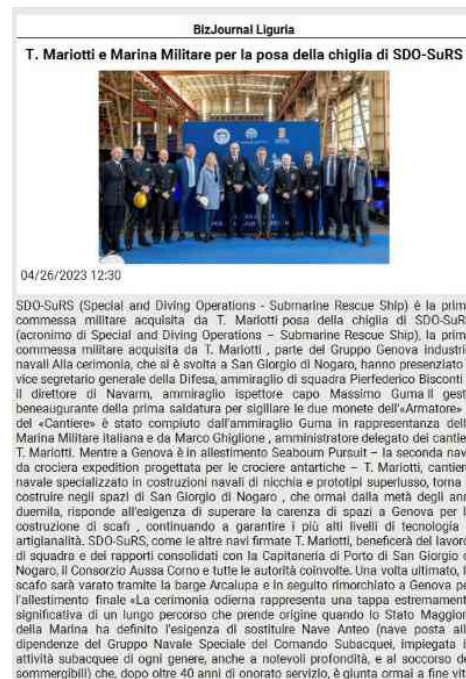 BizJournal Liguria
T. Mariotti e Marina Militare per la posa della chiglia di SDO-SuRS
04/26/2023 12:30
SDO-SuRS (Special and Diving Operations - Submarine Rescue Ship) è la prim
commessa militare acquisita da T. Mariotti posa della chiglia di SDO-SuR
(acronimo di Special and Diving Operations – Submarine Rescue Ship), la prim
commessa militare acquisita da T. Mariotti , parte del Gruppo Genova industri
navali Alla cerimonia, che si è svolta a San Giorgio di Nogaro, hanno presenziato
vice segretario generale della Difesa, ammiraglio di squadra Pierfederico Bisconti
il direttore di Navarm, ammiraglio ispettore capo Massimo Guma Il gest
beneaugurante della prima saldatura per sigillare le due monete dell'«Armatore»
del «Cantiere» è stato compiuto dall'ammiraglio Guma in rappresentanza dell
Marina Militare italiana e da Marco Ghiglione , amministratore delegato dei cantie
T. Mariotti. Mentre a Genova è in allestimento Seabourn Pursuit – la seconda nav
da crociera expedition progettata per le crociere antartiche – T. Mariotti, cantier
navale specializzato in costruzioni navali di nicchia e prototipi superlusso, torna
costruire negli spazi di San Giorgio di Nogaro , che ormai dalla metà degli ann
duemila, risponde all'esigenza di superare la carenza di spazi a Genova per l
costruzione di scafi , continuando a garantire i più alti livelli di tecnologia
artigianalità. SDO-SuRS, come le altre navi firmate T. Mariotti, beneficerà del lavor
di squadra e dei rapporti consolidati con la Capitaneria di Porto di San Giorgio d
Nogaro, il Consorzio Aussa Corno e tutte le autorità coinvolte. Una volta ultimato, l
scafo sarà varato tramite la barge Arcalupa e in seguito rimorchiato a Genova pe
l'allestimento finale «La cerimonia odierna rappresenta una tappa estremament
significativa di un lungo percorso che prende origine quando lo Stato Maggior
della Marina ha definito l'esigenza di sostituire Nave Anteo (nave posta all
dipendenze del Gruppo Navale Speciale del Comando Subacquei, impiegata i
attività subacquee di ogni genere, anche a notevoli profondità, e al soccorso de
sommergibili) che, dopo oltre 40 anni di onorato servizio, è giunta ormai a fine vit